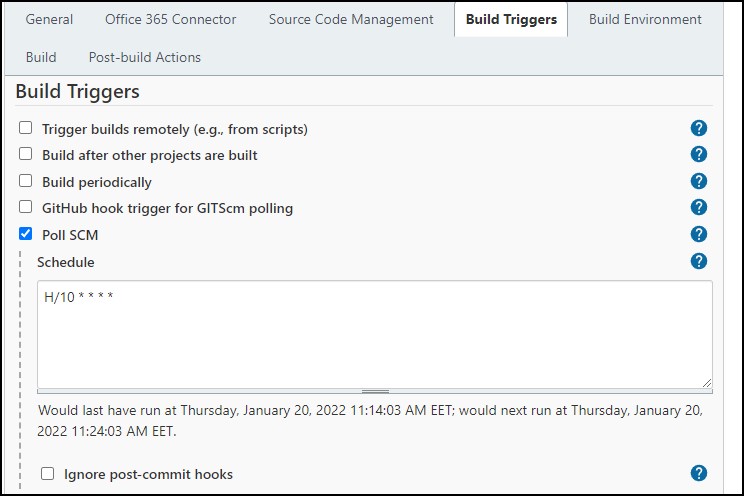 General Office 365 Connector Source Code Management Build Triggers Build Environment
Build Post-build Actions
Build Triggers
Trigger builds remotely (e.g., from scripts) ?
Build after other projects are built ?
Build periodically ?
GitHub hook trigger for GITScm polling ?
Poll SCM ?
Schedule ?
H/10 * * * *
Would last have run at Thursday, January 20, 2022 11:14:03 AM EET; would next run at Thursday, January 20,
2022 11:24:03 AM EET.
Ignore post-commit hooks ?